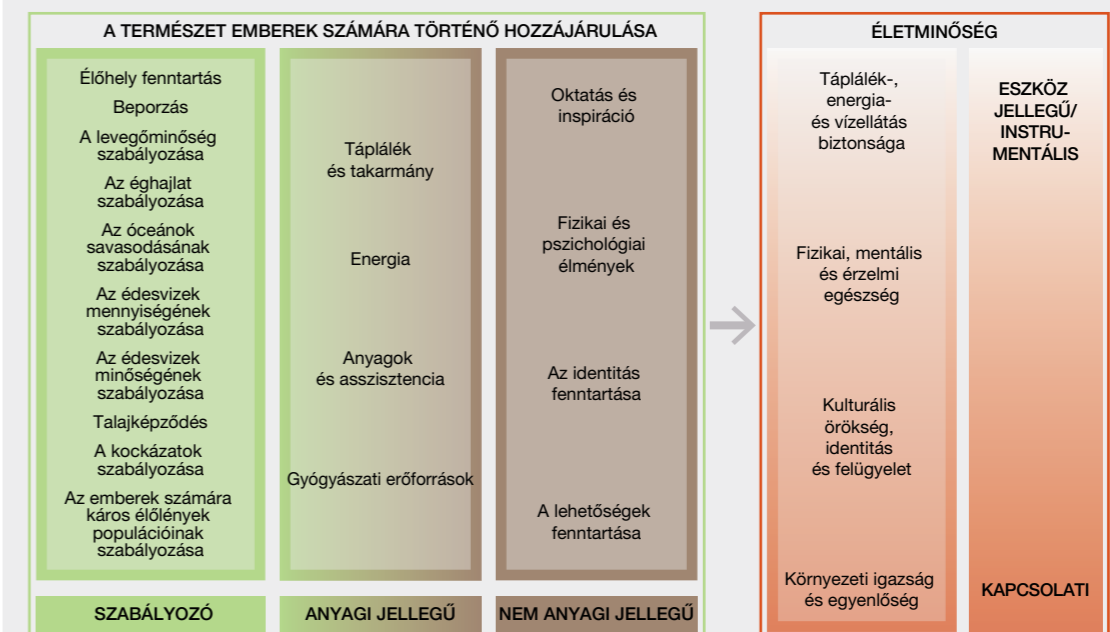 A TERMÉSZET EMBEREK SZÁMÁRA TÖRTÉNŐ HOZZÁJÁRULÁSA
Élőhely fenntartás
Beporzás
A levegőminőség
szabályozása
Az éghajlat
szabályozása
Az óceánok
savasodásának
szabályozása
Az édesvizek
mennyiségének
szabályozása
Az édesvizek
minőségének
szabályozása
Talajképződés
A kockázatok
szabályozása
Az emberek számára
káros élőlények
populációinak
szabályozása
SZABÁLYOZÓ
Táplálék
és takarmány
Energia
Anyagok
és asszisztencia
Gyógyászati erőforrások
ANYAGI JELLEGŰ
Oktatás és
inspiráció
Fizikai és
pszichológiai
élmények
Az identitás
fenntartása
A lehetőségek
fenntartása
NEM ANYAGI JELLEGŰ
ÉLETMINŐSÉG
Táplálék-,
energia-
és vízellátás
biztonsága
Fizikai, mentális
és érzelmi
egészség
Kulturális
örökség,
identitás
és felügyelet
Környezeti igazság
és egyenlőség
ESZKÖZ
JELLEGŰ/
INSTRU-
MENTÁLIS
KAPCSOLATI